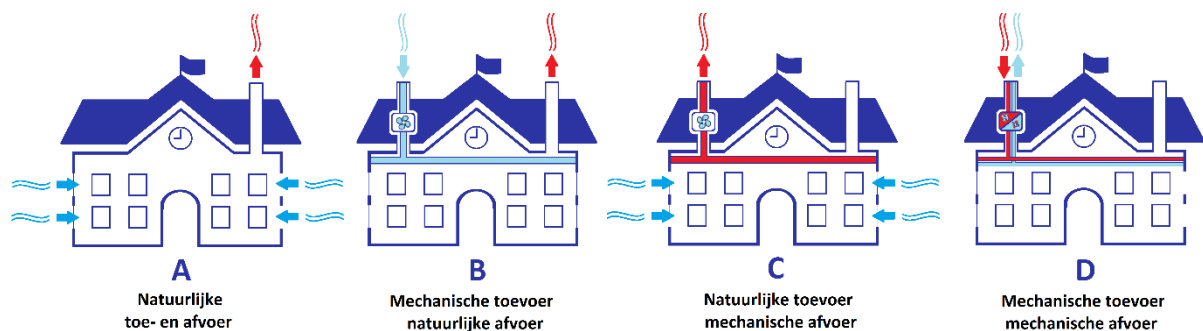 A
Natuurlijke
toe- en afvoer
B
Mechanische toevoer
natuurlijke afvoer
C
Natuurlijke toevoer
mechanische afvoer
D
Mechanische toevoer
mechanische afvoer